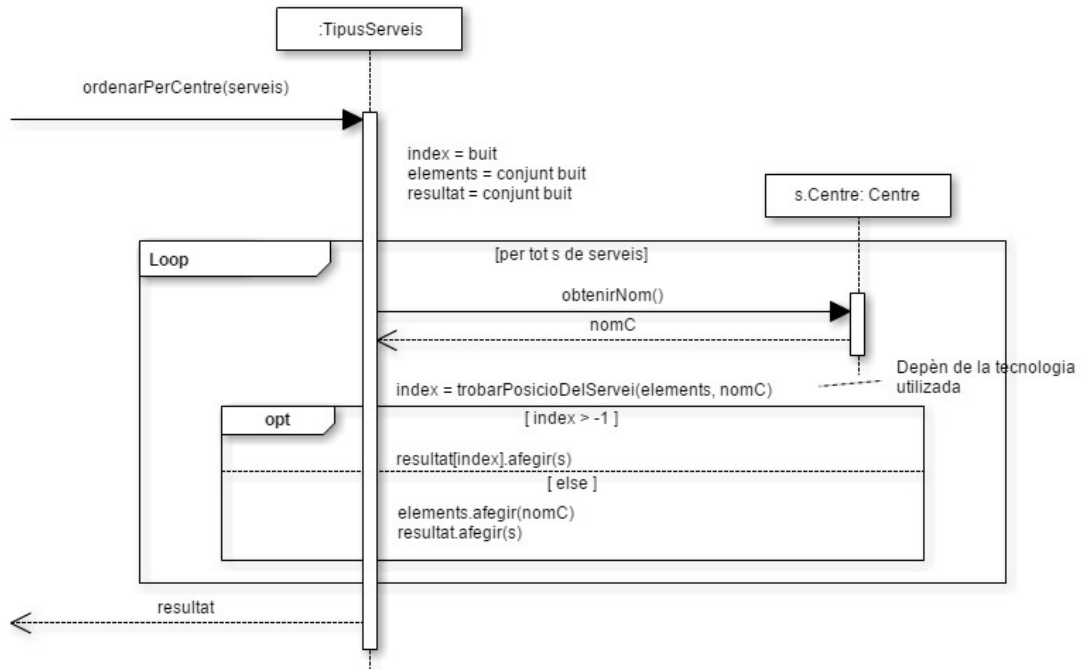 :TipusServeis
ordenarPerCentre(serveis)
index = buit
elements = conjunt buit
resultat = conjunt buit
s.Centre: Centre
Loop
[per tot s de serveis]
obtenirNom()
nomC
Depèn de la tecnologia
utilizada
index = trobarPosicioDelServei(elements, nomC)
opt
[ index > -1 ]
resultat[index].afegir(s)
[ else ]
elements.afegir(nomC)
resultat.afegir(s)
resultat